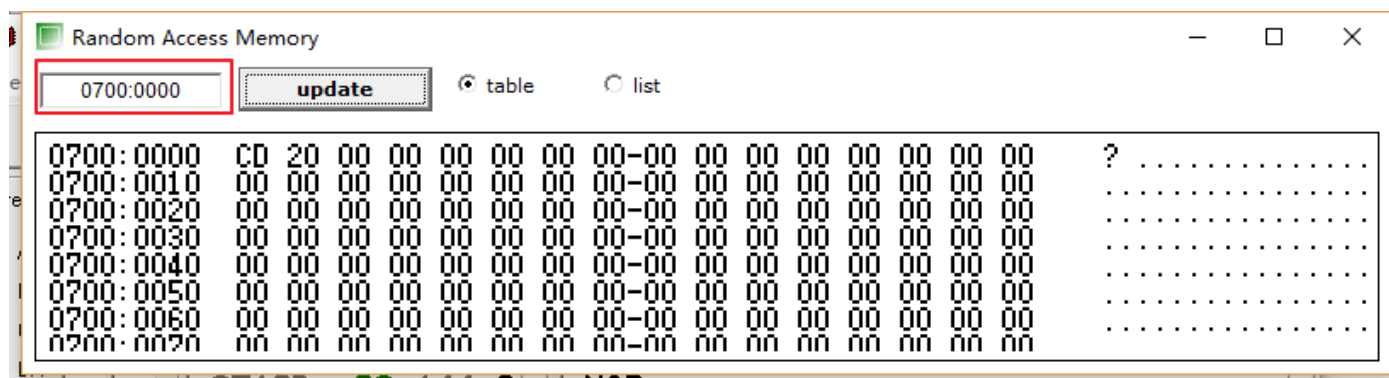 Random Access Memory
0700:0000 update table list
0700:0000 CD 20 00 00 00 00 00 00-00 00 00 00 00 00 00 00 ? ..............
0700:0010 00 00 00 00 00 00 00 00-00 00 00 00 00 00 00 00 ................
0700:0020 00 00 00 00 00 00 00 00-00 00 00 00 00 00 00 00 ................
0700:0030 00 00 00 00 00 00 00 00-00 00 00 00 00 00 00 00 ................
0700:0040 00 00 00 00 00 00 00 00-00 00 00 00 00 00 00 00 ................
0700:0050 00 00 00 00 00 00 00 00-00 00 00 00 00 00 00 00 ................
0700:0060 00 00 00 00 00 00 00 00-00 00 00 00 00 00 00 00 ................
0700:0070 00 00 00 00 00 00 00 00-00 00 00 00 00 00 00 00